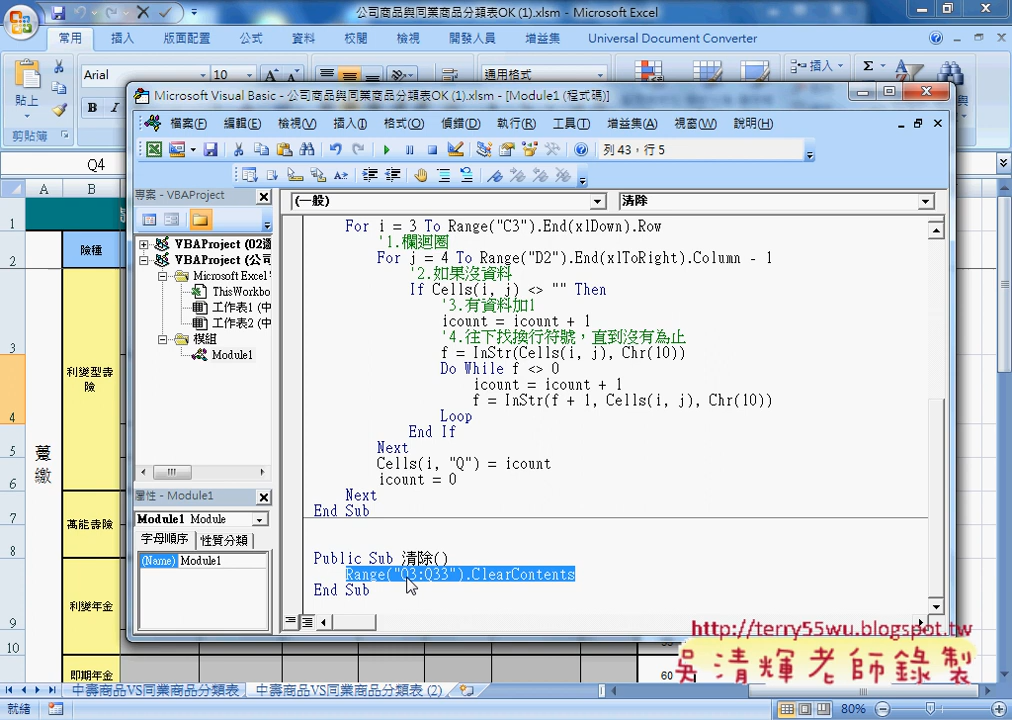 公司商品與同業商品分類表OK (1).xlsm - Microsoft Excel
常用 插入 版面配置 公式 資料 校閱 檢視 開發人員 增益集 Universal Document Converter
Arial 10 通用格式 插入
貼上 B I
剪貼簿
Q4
Microsoft Visual Basic - 公司商品與同業商品分類表OK (1).xlsm - [Module1 (程式碼)]
檔案(F) 編輯(E) 檢視(V) 插入(I) 格式(O) 偵錯(D) 執行(R) 工具(T) 增益集(A) 視窗(W) 說明(H)
列 43，行 5
專案 - VBAProject
(一般) 清除
VBAProject (02
VBAProject (公司
Microsoft Excel
ThisWorkbo
工作表1 (中
工作表2 (中
模組
Module1
屬性 - Module1
Module1 Module
字母順序 性質分類
(Name) Module1
For i = 3 To Range("C3").End(xlDown).Row
'1.欄迴圈
For j = 4 To Range("D2").End(xlToRight).Column - 1
'2.如果沒資料
If Cells(i, j) <> "" Then
'3.有資料加1
icount = icount + 1
'4.往下找換行符號，直到沒有為止
f = InStr(Cells(i, j), Chr(10))
Do While f <> 0
icount = icount + 1
f = InStr(f + 1, Cells(i, j), Chr(10))
Loop
End If
Next
Cells(i, "Q") = icount
icount = 0
Next
End Sub
Public Sub 清除()
Range("Q3:Q33").ClearContents
End Sub
A B
1
2 險種
3
利變型壽險
4
5 躉繳
6
7 萬能壽險
8
利變年金
9
10
即期年金
60
http://terry55wu.blogspot.tw
吳清輝老師錄製
中壽商品VS同業商品分類表 中壽商品VS同業商品分類表 (2)
就緒 80%